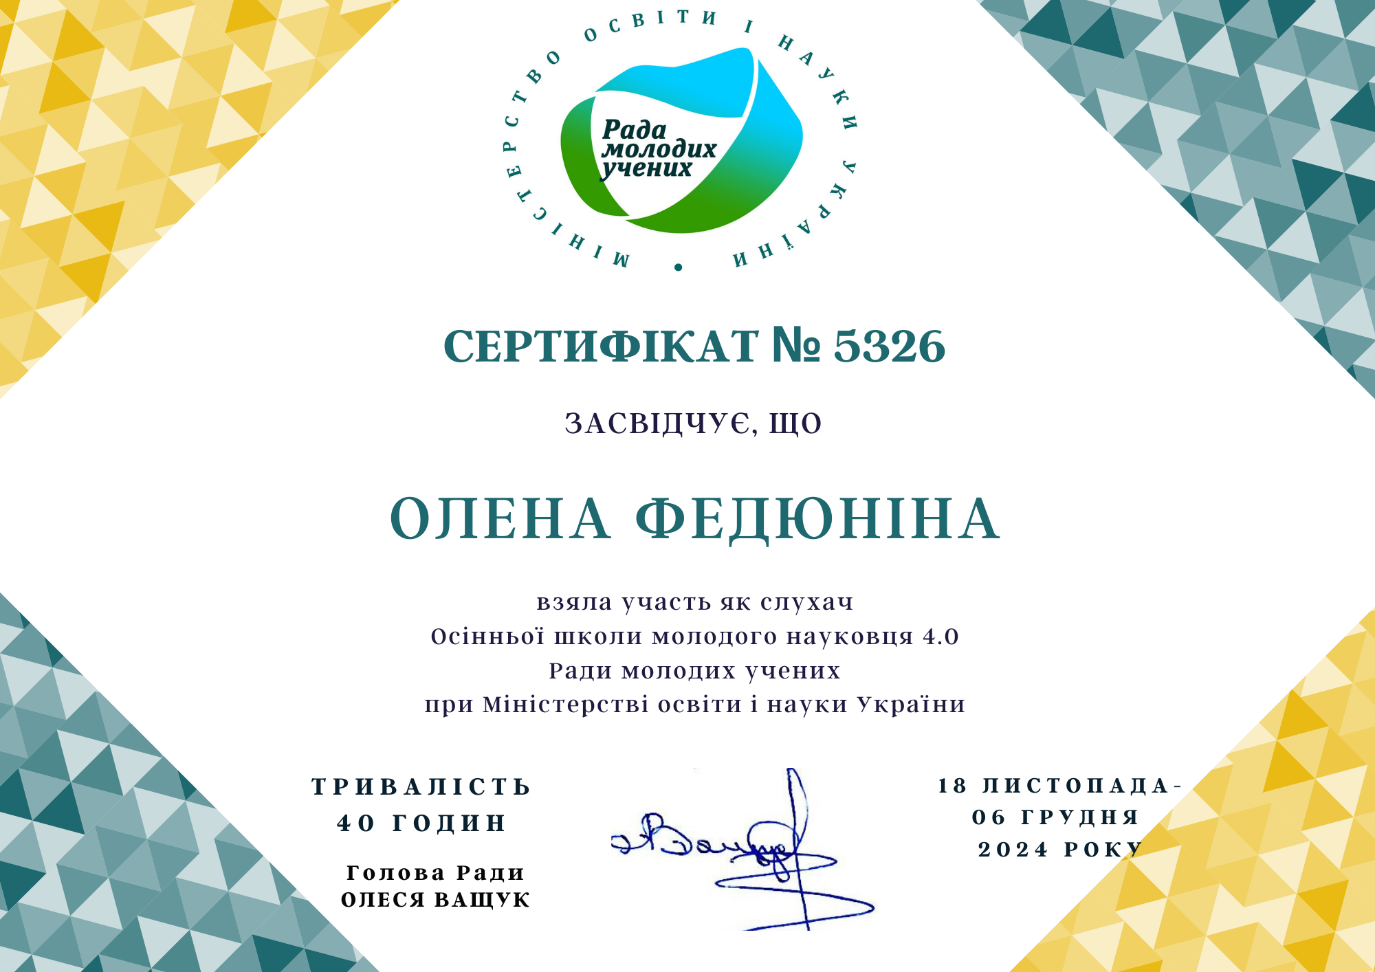 МІНІСТЕРСТВО ОСВІТИ І НАУКИ УКРАЇНИ •
Рада
молодих
учених
СЕРТИФІКАТ № 5326
ЗАСВІДЧУЄ, ЩО
ОЛЕНА ФЕДЮНІНА
взяла участь як слухач
Осінньої школи молодого науковця 4.0
Ради молодих учених
при Міністерстві освіти і науки України
ТРИВАЛІСТЬ
40 ГОДИН
Голова Ради
ОЛЕСЯ ВАЩУК
18 ЛИСТОПАДА-
06 ГРУДНЯ
2024 РОКУ